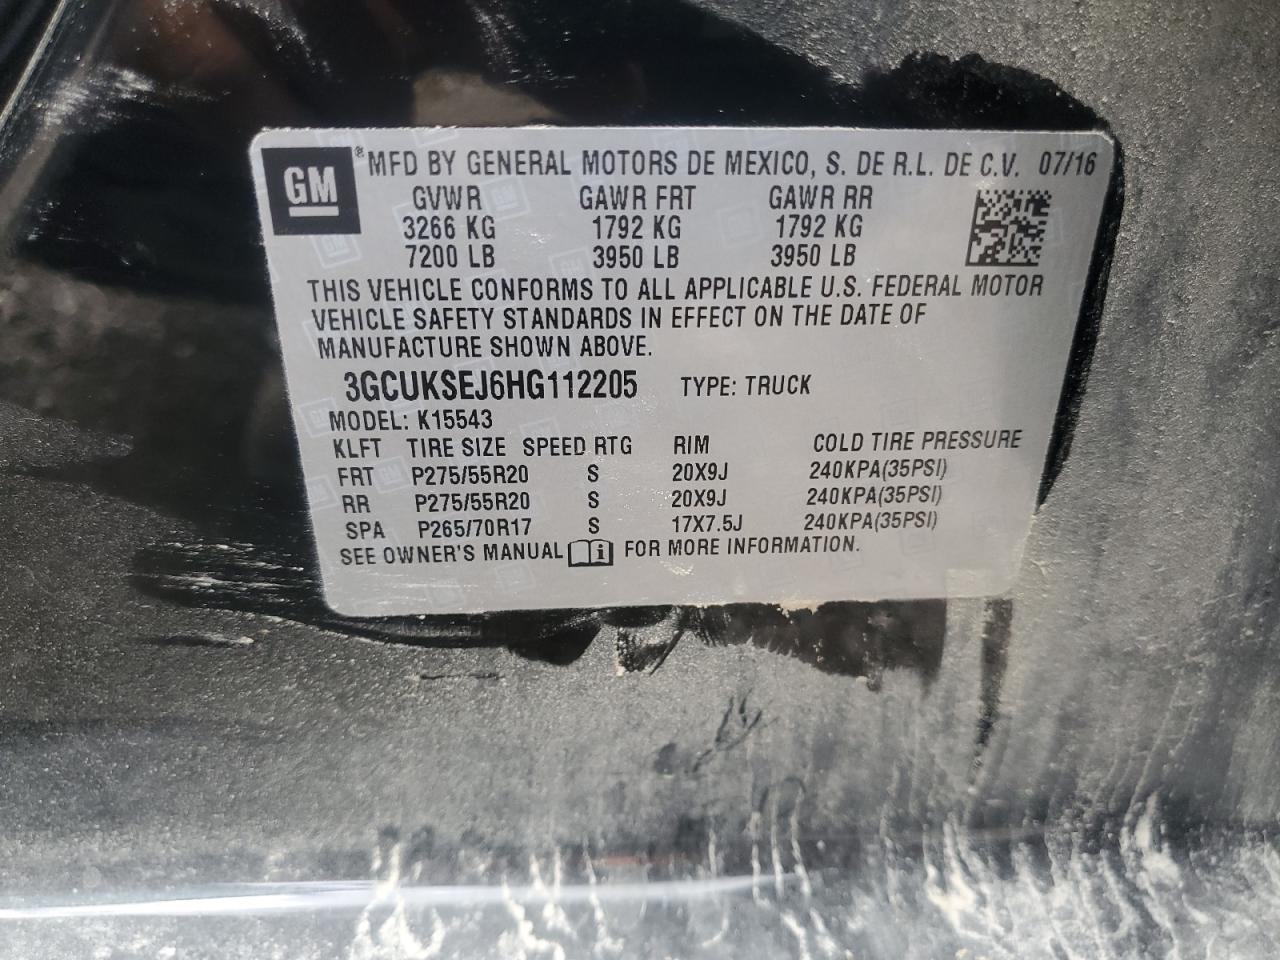 GM ® MFD BY GENERAL MOTORS DE MEXICO, S. DE R.L. DE C.V. 07/16
GVWR GAWR FRT GAWR RR
3266 KG 1792 KG 1792 KG
7200 LB 3950 LB 3950 LB
THIS VEHICLE CONFORMS TO ALL APPLICABLE U.S. FEDERAL MOTOR
VEHICLE SAFETY STANDARDS IN EFFECT ON THE DATE OF
MANUFACTURE SHOWN ABOVE.
3GCUKSEJ6HG112205 TYPE: TRUCK
MODEL: K15543
KLFT TIRE SIZE SPEED RTG RIM COLD TIRE PRESSURE
FRT P275/55R20 S 20X9J 240KPA(35PSI)
RR P275/55R20 S 20X9J 240KPA(35PSI)
SPA P265/70R17 S 17X7.5J 240KPA(35PSI)
SEE OWNER'S MANUAL FOR MORE INFORMATION.